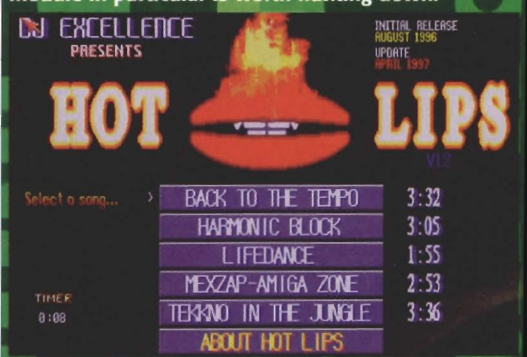 module in particular is worth hunting down.
DJ EXCELLENCE
PRESENTS
INITIAL RELEASE
AUGUST 1996
UPDATE
APRIL 1997
HOT LIPS
V1.2
Select a song... >
BACK TO THE TEMPO 3:32
HARMONIC BLOCK 3:05
LIFEDANCE 1:55
MEXZAP-AMIGA ZONE 2:53
TEKKNO IN THE JUNGLE 3:36
TIMER
0:08
ABOUT HOT LIPS